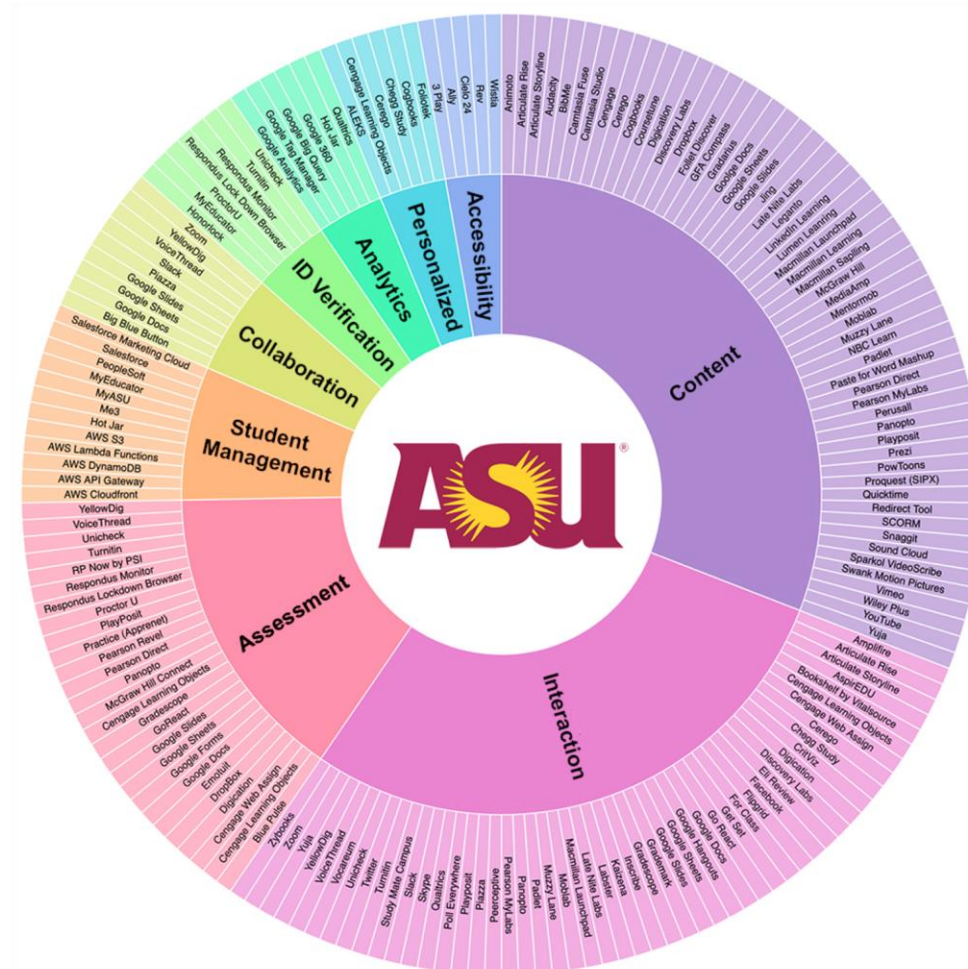 Accessibility
3 Play
Ally
Cielo 24
Rev
Wistia
Content
Animoto
Articulate Rise
Articulate Storyline
Audacity
BibMe
Camtasia Fuse
Camtasia Studio
Cengage
Cerego
Cogbooks
Coursetune
Digication
Discovery Labs
Dropbox
Follet Discover
GFA Compass
Gradarius
Goolge Docs
Google Sheets
Google Slides
Jing
Late Nite Labs
Leganto
LinkedIn Learning
Lumen Leanring
Macmillan Launchpad
Macmillan Learning
Macmillan Sapling
McGraw Hill
MediaAmp
Mentormob
Moblab
Muzzy Lane
NBC Learn
Padlet
Paste for Word Mashup
Pearson Direct
Pearson MyLabs
Perusall
Panopto
Playposit
Prezi
PowToons
Proquest (SIPX)
Quicktime
Redirect Tool
SCORM
Snaggit
Sound Cloud
Sparkol VideoScribe
Swank Motion Pictures
Vimeo
Wiley Plus
YouTube
Yuja
Interaction
Amplifire
Articulate Rise
Articulate Storyline
AspirEDU
Bookshelf by Vitalsource
Cengage Learning Objects
Cengage Web Assign
Cerego
Chegg Study
CritViz
Digication
Discovery Labs
Eli Review
Facebook
Flipgrid
For Class
Get Set
Go React
Google Docs
Google Hangouts
Google Sheets
Google Slides
Grademark
Gradescope
Inscribe
Kaizena
Labster
Late Nite Labs
Macmillan Launchpad
Moblab
Muzzy Lane
Padlet
Panopto
Pearson MyLabs
Peerceptive
Piazza
Playposit
Poll Everywhere
Qualtrics
Skype
Slack
Study Mate Campus
Turnitin
Twitter
Unicheck
Vocareum
VoiceThread
YellowDig
Yuja
Zoom
Zybooks
Assessment
Blue Pulse
Cengage Learning Objects
Cengage Web Assign
Digication
DropBox
Emotuit
Google Docs
Google Forms
Google Sheets
Google Slides
GoReact
Gradescope
Cengage Learning Objects
McGraw Hill Connect
Panopto
Pearson Direct
Pearson Revel
Practice (Apprenet)
PlayPosit
Proctor U
Respondus Lockdown Browser
Respondus Monitor
RP Now by PSI
Turnitin
Unicheck
VoiceThread
YellowDig
Student
Management
AWS Cloudfront
AWS API Gateway
AWS DynamoDB
AWS Lambda Functions
AWS S3
Hot Jar
Me3
MyASU
MyEducator
PeopleSoft
Salesforce
Salesforce Marketing Cloud
Collaboration
Big Blue Button
Google Docs
Google Sheets
Google Slides
Piazza
Slack
VoiceThread
YellowDig
Zoom
ID Verification
Honorlock
MyEducator
ProctorU
Respondus Lock Down Browser
Respondus Monitor
Turnitin
Unicheck
Analytics
Google Analytics
Google Tag Manager
Google Big Query
Google 360
Hot Jar
Qualtrics
Personalized
ALEKS
Cengage Learning Objects
Cerego
Chegg Study
Cogbooks
Foliotek
ASU®